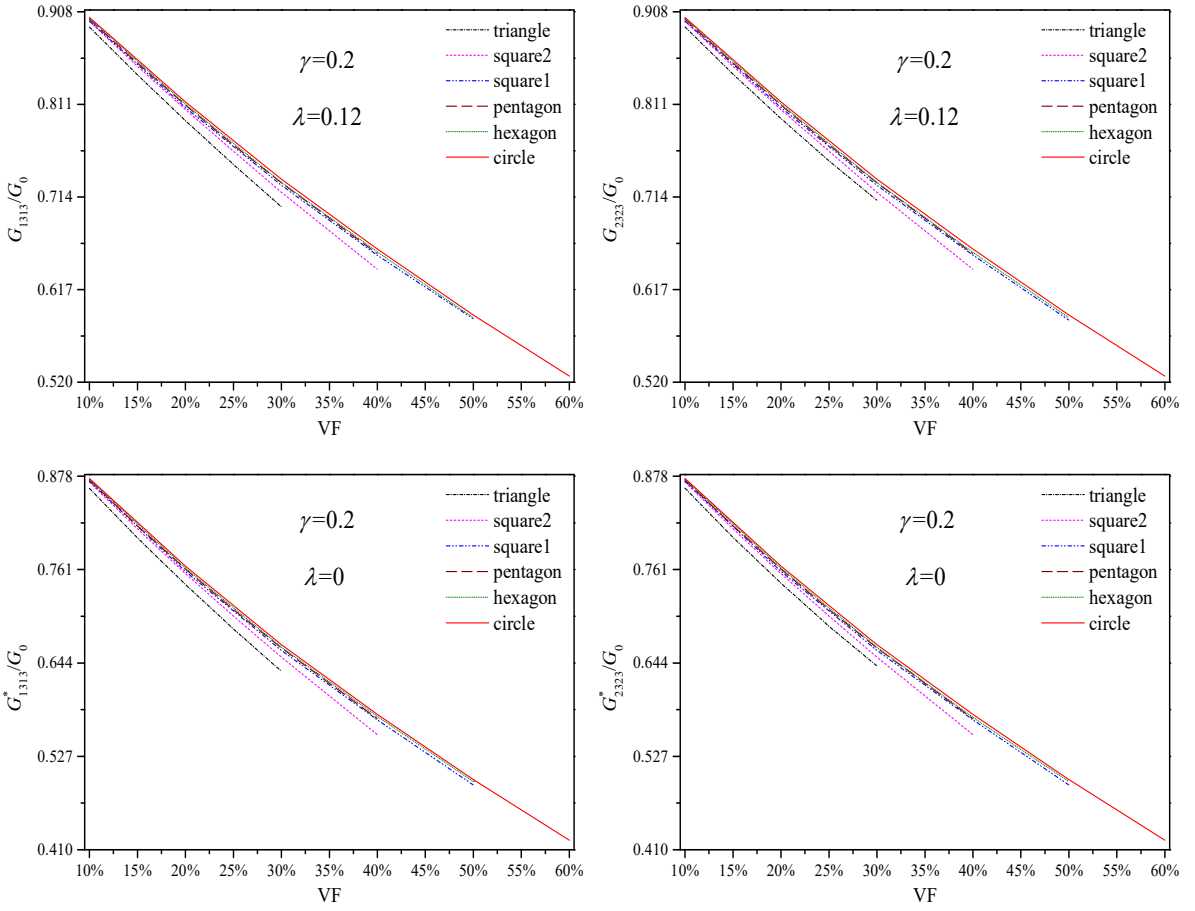 0.908
0.811
0.714
0.617
0.520
G1313/G0
γ=0.2
λ=0.12
triangle
square2
square1
pentagon
hexagon
circle
10% 15% 20% 25% 30% 35% 40% 45% 50% 55% 60%
VF
0.908
0.811
0.714
0.617
0.520
G2323/G0
γ=0.2
λ=0.12
triangle
square2
square1
pentagon
hexagon
circle
10% 15% 20% 25% 30% 35% 40% 45% 50% 55% 60%
VF
0.878
0.761
0.644
0.527
0.410
G*1313/G0
γ=0.2
λ=0
triangle
square2
square1
pentagon
hexagon
circle
10% 15% 20% 25% 30% 35% 40% 45% 50% 55% 60%
VF
0.878
0.761
0.644
0.527
0.410
G*2323/G0
γ=0.2
λ=0
triangle
square2
square1
pentagon
hexagon
circle
10% 15% 20% 25% 30% 35% 40% 45% 50% 55% 60%
VF